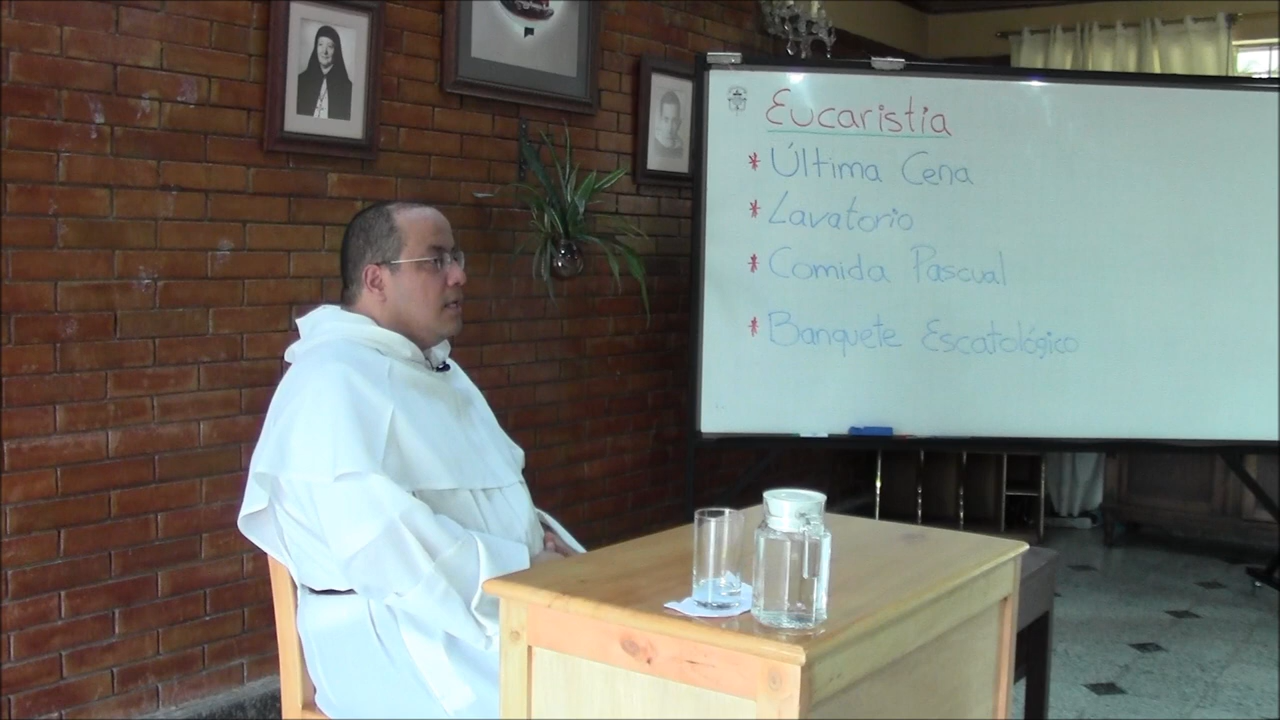 Eucaristia
* Última Cena
* Lavatorio
* Comida Pascual
* Banquete Escatológico